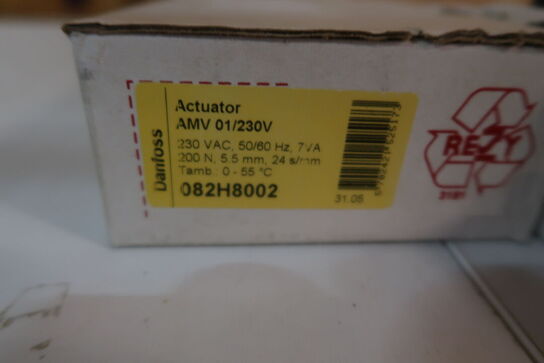 Danfoss
Actuator
AMV 01/230V
230 VAC, 50/60 Hz, 7VA
200 N, 5.5 mm, 24 s/mm
Tamb.: 0 - 55 °C
082H8002
31.05
REZY